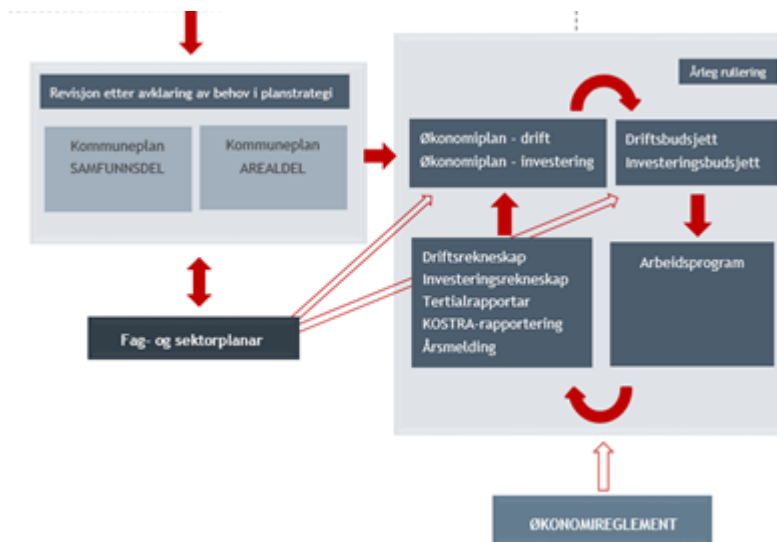 Revisjon etter avklaring av behov i planstrategi
Kommuneplan
SAMFUNNSDEL
Kommuneplan
AREALDEL
Fag- og sektorplanar
Årleg rullering
Økonomiplan - drift
Økonomiplan - investering
Driftsbudsjett
Investeringsbudsjett
Driftsrekneskap
Investeringsrekneskap
Tertialrapportar
KOSTRA-rapportering
Årsmelding
Arbeidsprogram
ØKONOMIREGLEMENT